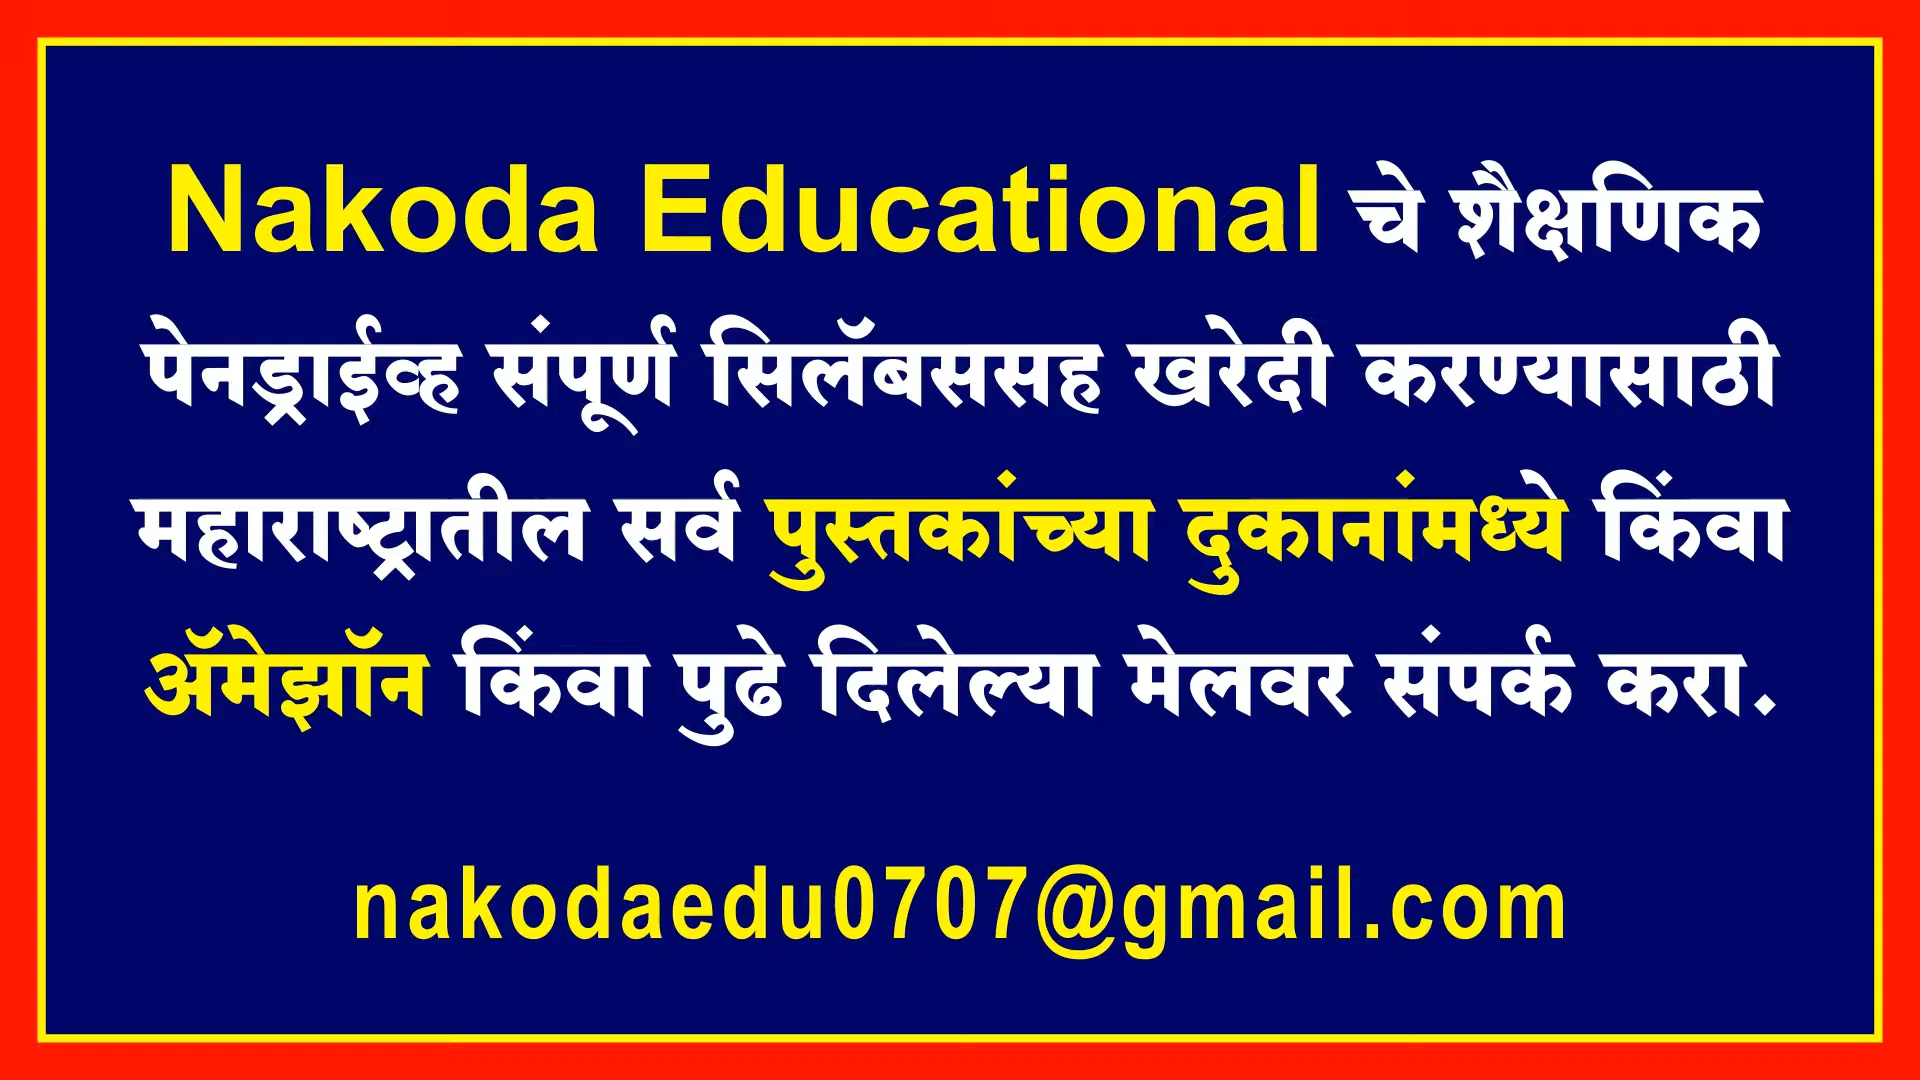 Nakoda Educational चे शैक्षणिक
पेनड्राईव्ह संपूर्ण सिलॅबससह खरेदी करण्यासाठी
महाराष्ट्रातील सर्व पुस्तकांच्या दुकानांमध्ये किंवा
ॲमेझॉन किंवा पुढे दिलेल्या मेलवर संपर्क करा.
nakodaedu0707@gmail.com